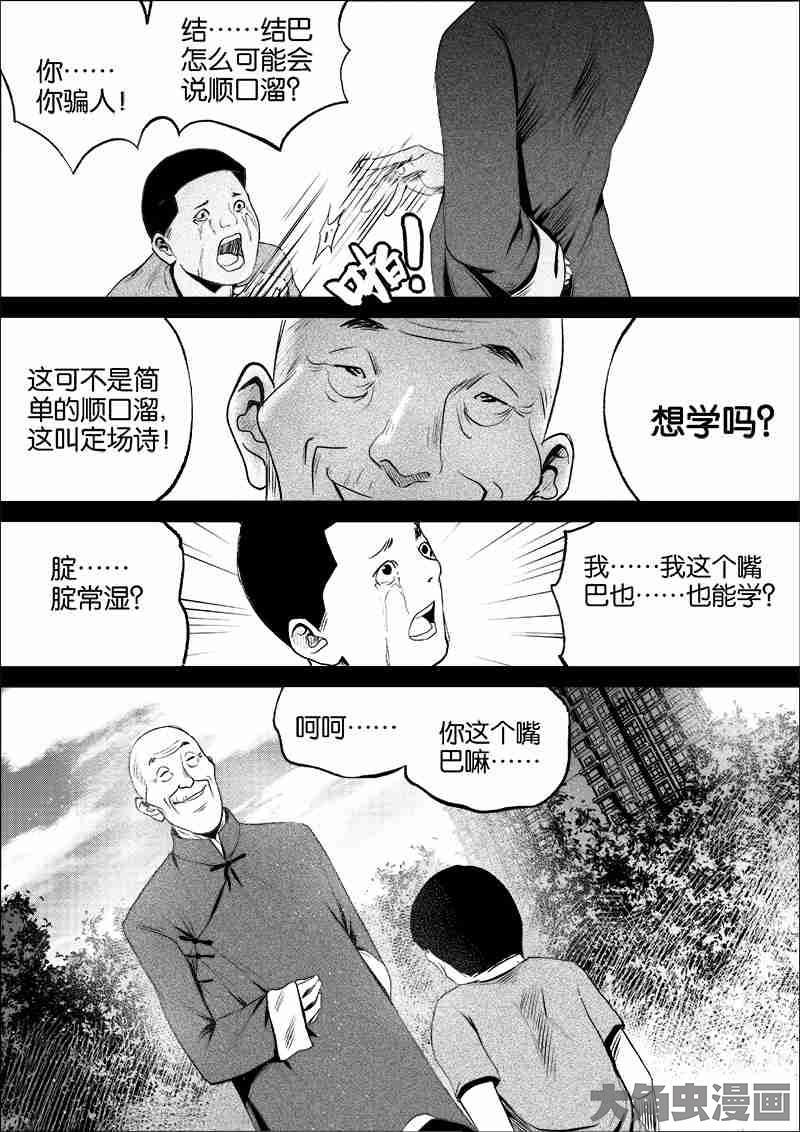 你……
你骗人！
结……结巴
怎么可能会
说顺口溜？
啪！
这可不是简
单的顺口溜，
这叫定场诗！
想学吗？
腚……
腚常湿？
我……我这个嘴
巴也……也能学？
呵呵……
你这个嘴
巴嘛……
大角虫漫画